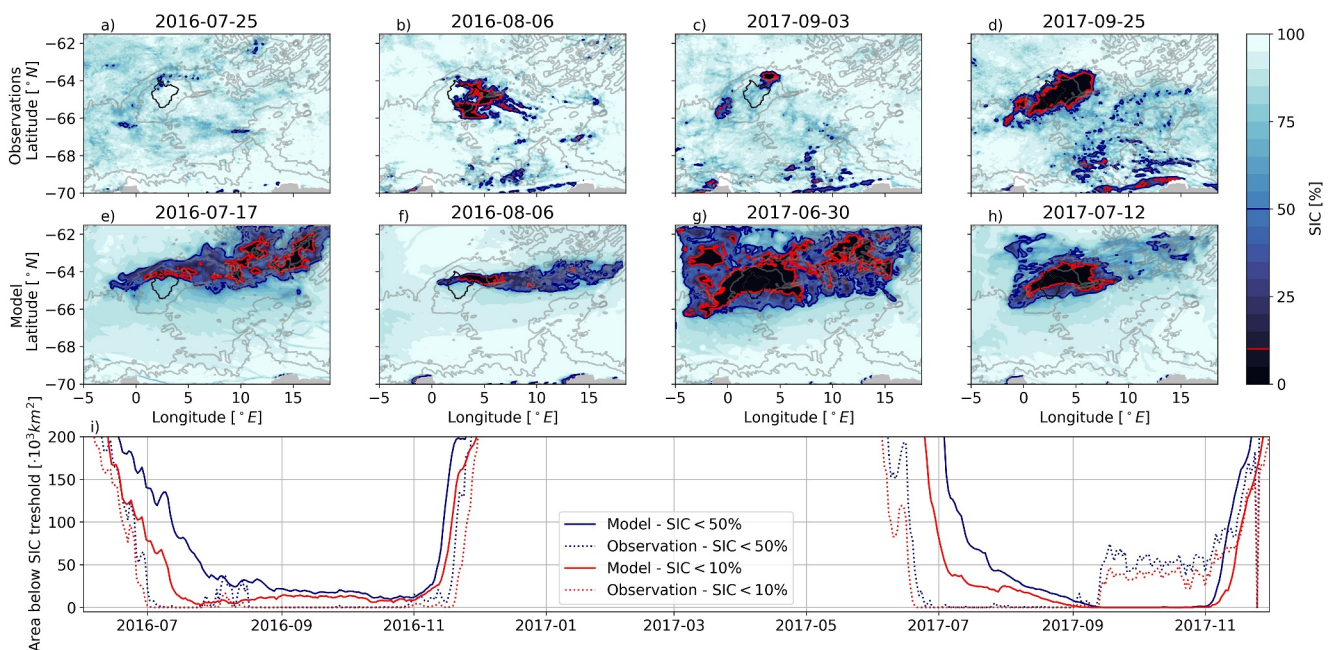 a) 2016-07-25
b) 2016-08-06
c) 2017-09-03
d) 2017-09-25
Observations
Latitude [°N]
−62
−64
−66
−68
−70
100
75
50
25
0
SIC [%]
e) 2016-07-17
f) 2016-08-06
g) 2017-06-30
h) 2017-07-12
Model
Latitude [°N]
−62
−64
−66
−68
−70
−5 0 5 10 15
−5 0 5 10 15
−5 0 5 10 15
−5 0 5 10 15
Longitude [°E]
Longitude [°E]
Longitude [°E]
Longitude [°E]
i)
Area below SIC treshold [·10³km²]
200
150
100
50
0
Model - SIC < 50%
Observation - SIC < 50%
Model - SIC < 10%
Observation - SIC < 10%
2016-07 2016-09 2016-11 2017-01 2017-03 2017-05 2017-07 2017-09 2017-11